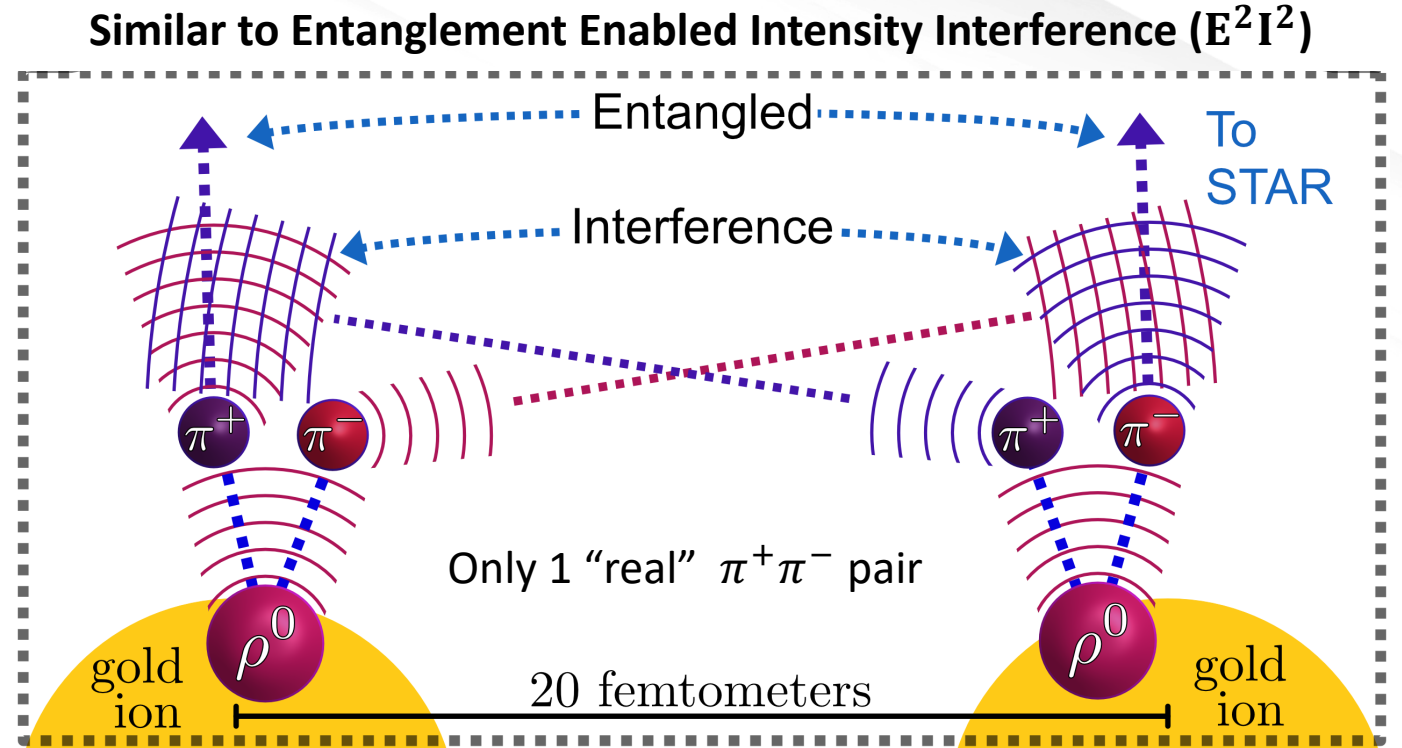 Similar to Entanglement Enabled Intensity Interference (E²I²)
Entangled
To
STAR
Interference
π⁺ π⁻ π⁺ π⁻
Only 1 “real” π⁺π⁻ pair
ρ⁰ ρ⁰
gold
ion
20 femtometers
gold
ion